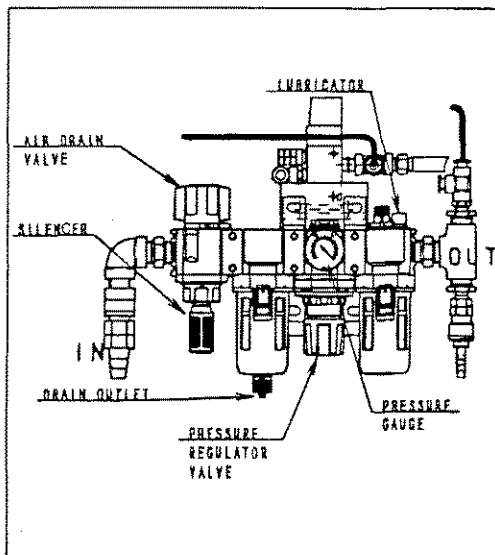 LUBRICATOR
AIR DRAIN
VALVE
SILENCER
OUT
IN
DRAIN OUTLET
PRESSURE
REGULATOR
VALVE
PRESSURE
GAUGE